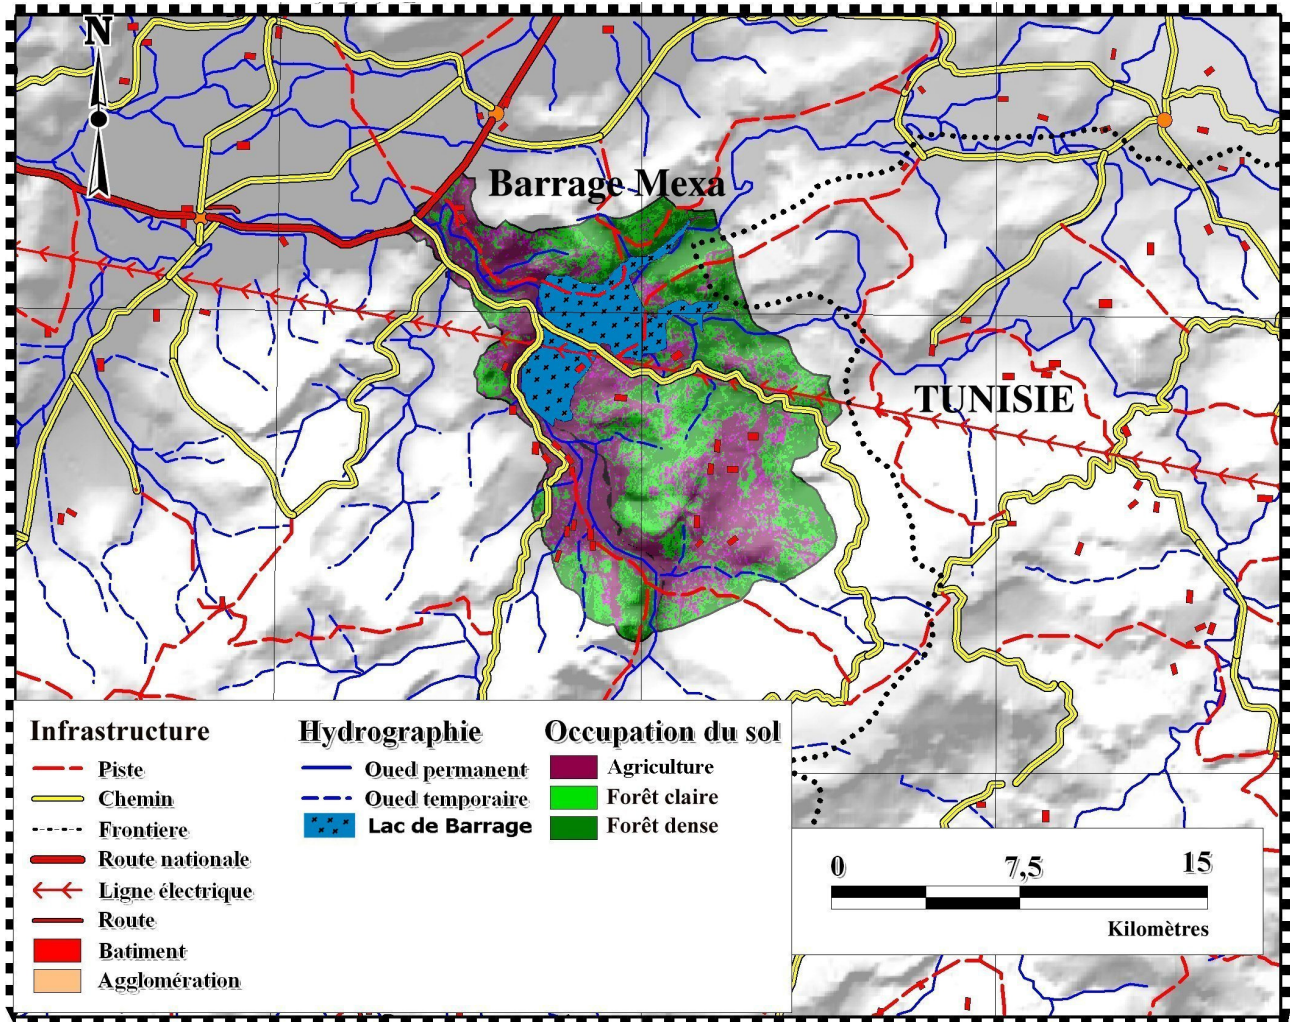 N
Barrage Mexa
TUNISIE
Infrastructure
Piste
Chemin
Frontiere
Route nationale
Ligne électrique
Route
Batiment
Agglomération
Hydrographie
Oued permanent
Oued temporaire
Lac de Barrage
Occupation du sol
Agriculture
Forêt claire
Forêt dense
0 7,5 15
Kilomètres